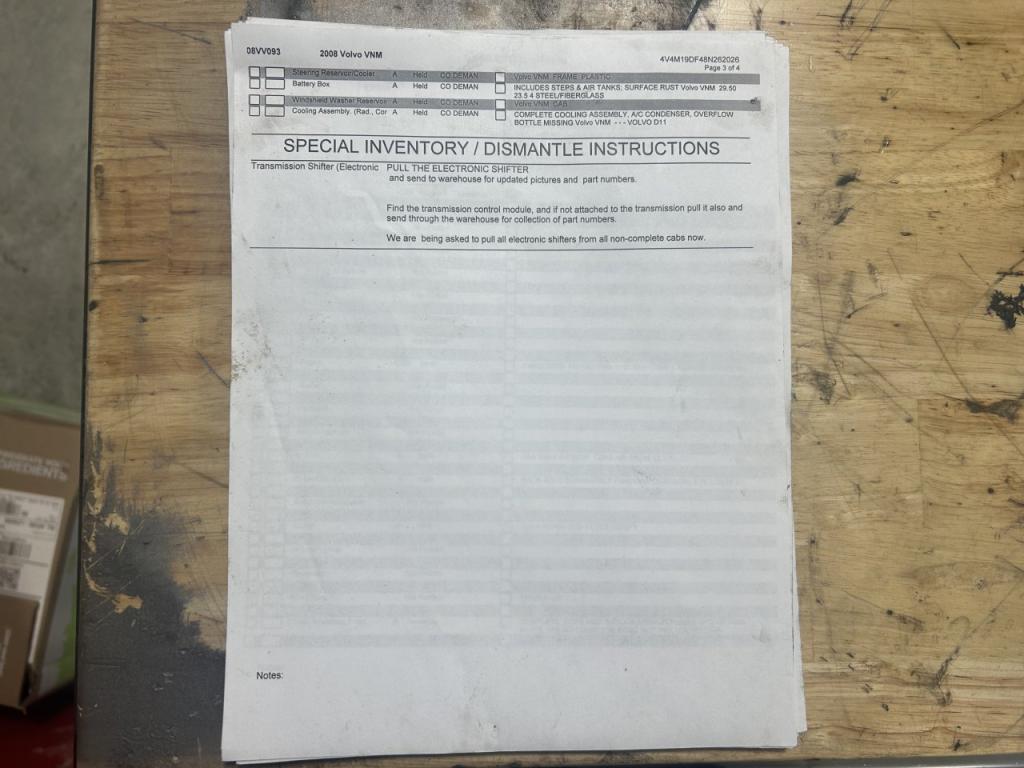 08VV093 2008 Volvo VNM 4V4M19DF48N262026
Page 3 of 4
Steering Reservoir/Cooler A Held CO DEMAN Volvo VNM FRAME PLASTIC
Battery Box A Held CO DEMAN INCLUDES STEPS & AIR TANKS; SURFACE RUST Volvo VNM 29.50
23.5 4 STEEL/FIBERGLASS
Windshield Washer Reservoir A Held CO DEMAN Volvo VNM CAB
Cooling Assembly. (Rad., Cor A Held CO DEMAN COMPLETE COOLING ASSEMBLY, A/C CONDENSER, OVERFLOW
BOTTLE MISSING Volvo VNM - - - VOLVO D11
SPECIAL INVENTORY / DISMANTLE INSTRUCTIONS
Transmission Shifter (Electronic PULL THE ELECTRONIC SHIFTER
and send to warehouse for updated pictures and part numbers.
Find the transmission control module, and if not attached to the transmission pull it also and
send through the warehouse for collection of part numbers.
We are being asked to pull all electronic shifters from all non-complete cabs now.
Notes: